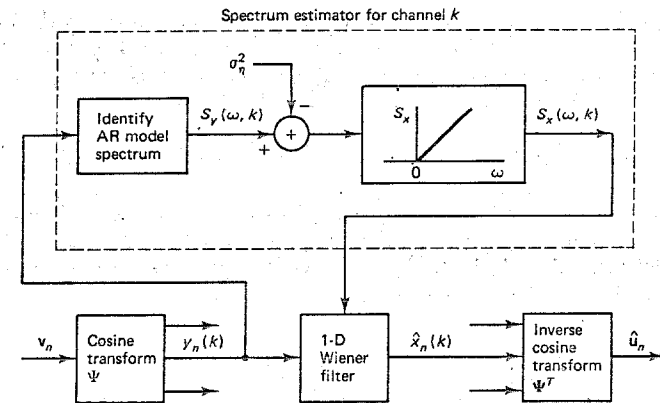 Spectrum estimator for channel k
σ²_η
−
Identify
AR model
spectrum
S_y (ω, k)
+
+
S_x
0
ω
S_x (ω, k)
v_n
Cosine
transform
Ψ
y_n (k)
1-D
Wiener
filter
x̂_n (k)
Inverse
cosine
transform
Ψ^T
û_n